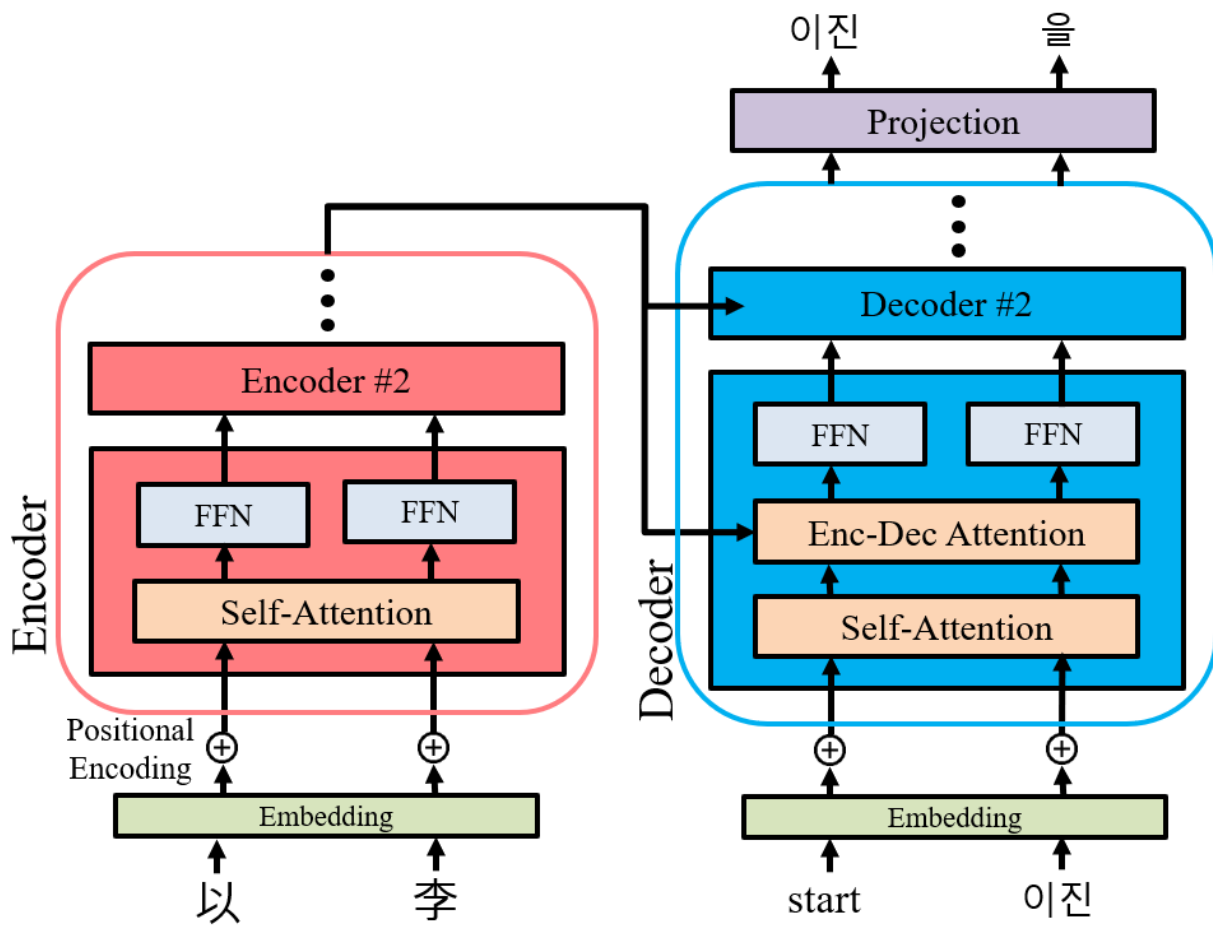 이진 을
Projection
Decoder #2
Encoder #2
FFN FFN
FFN FFN
Enc-Dec Attention
Self-Attention
Self-Attention
Encoder
Decoder
Positional
Encoding
+ +
+ +
Embedding
Embedding
以 李
start 이진